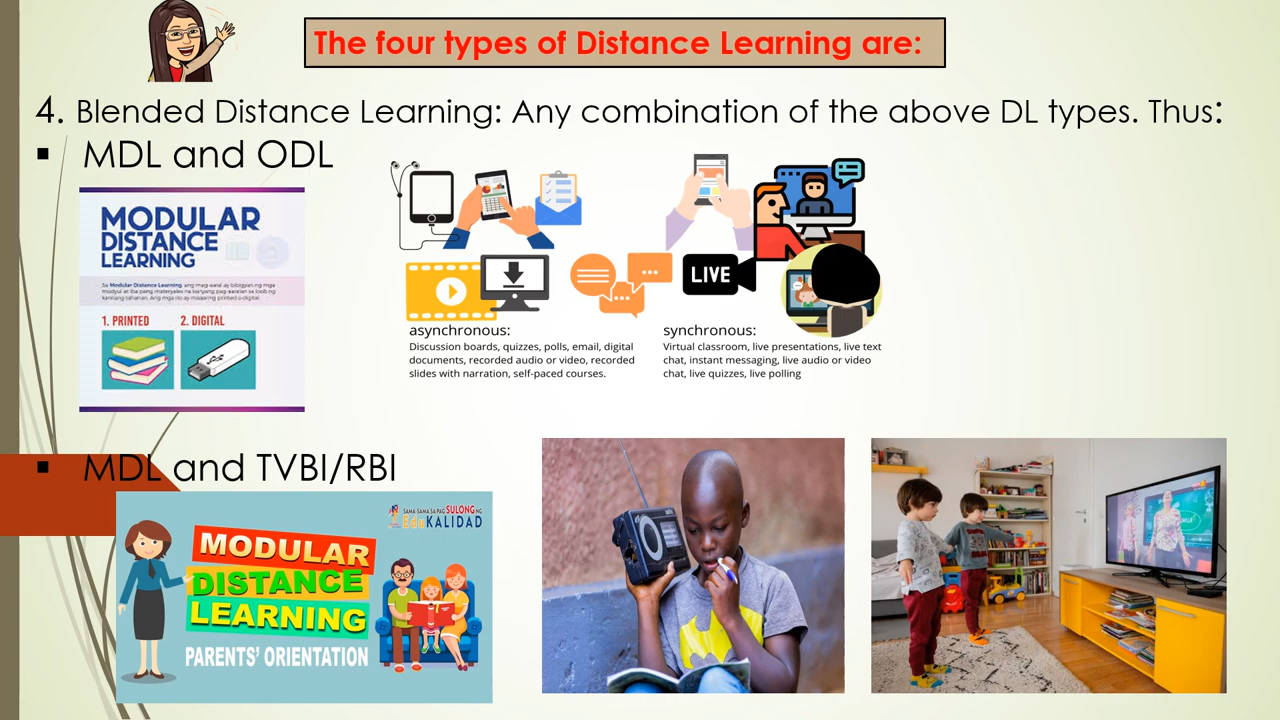 The four types of Distance Learning are:
4. Blended Distance Learning: Any combination of the above DL types. Thus:
▪ MDL and ODL
MODULAR
DISTANCE
LEARNING
Sa Modular Distance Learning, ang mag-aaral ay bibigyan ng mga
modyul at iba pang materyales na kanyang pag-aaralan sa loob ng
kanilang tahanan. Ang mga ito ay maaaring printed o digital.
1. PRINTED
2. DIGITAL
LIVE
asynchronous:
Discussion boards, quizzes, polls, email, digital
documents, recorded audio or video, recorded
slides with narration, self-paced courses.
synchronous:
Virtual classroom, live presentations, live text
chat, instant messaging, live audio or video
chat, live quizzes, live polling
▪ MDL and TVBI/RBI
SAMA-SAMA SA PAG SULONG NG
EduKALIDAD
MODULAR
DISTANCE
LEARNING
PARENTS' ORIENTATION